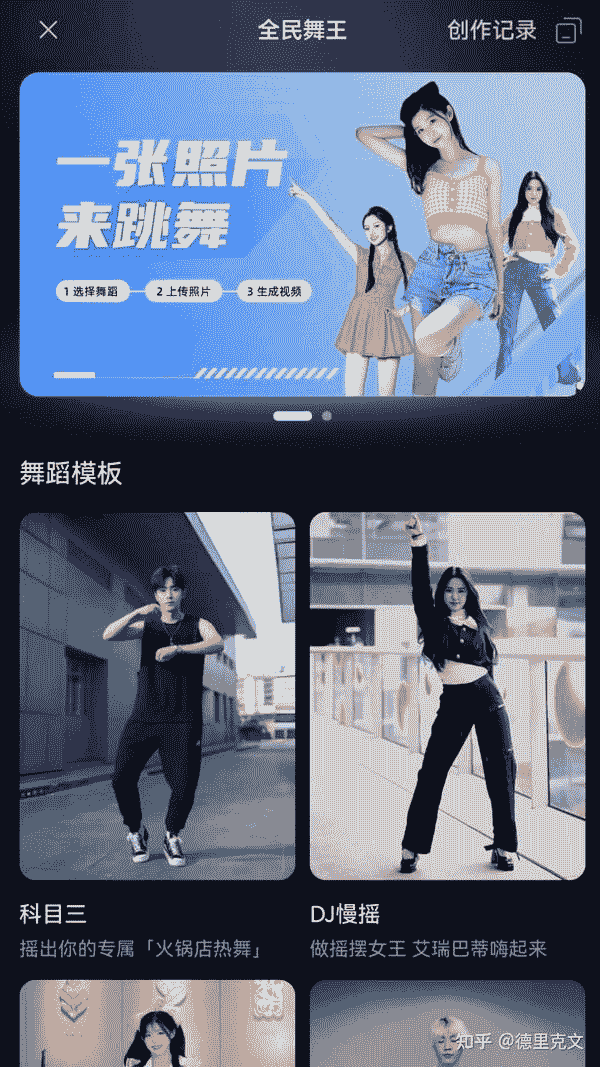 全民舞王
创作记录
一张照片
来跳舞
1 选择舞蹈
2 上传照片
3 生成视频
舞蹈模板
科目三
DJ慢摇
摇出你的专属「火锅店热舞」
做摇摆女王 艾瑞巴蒂嗨起来
知乎 @德里克文